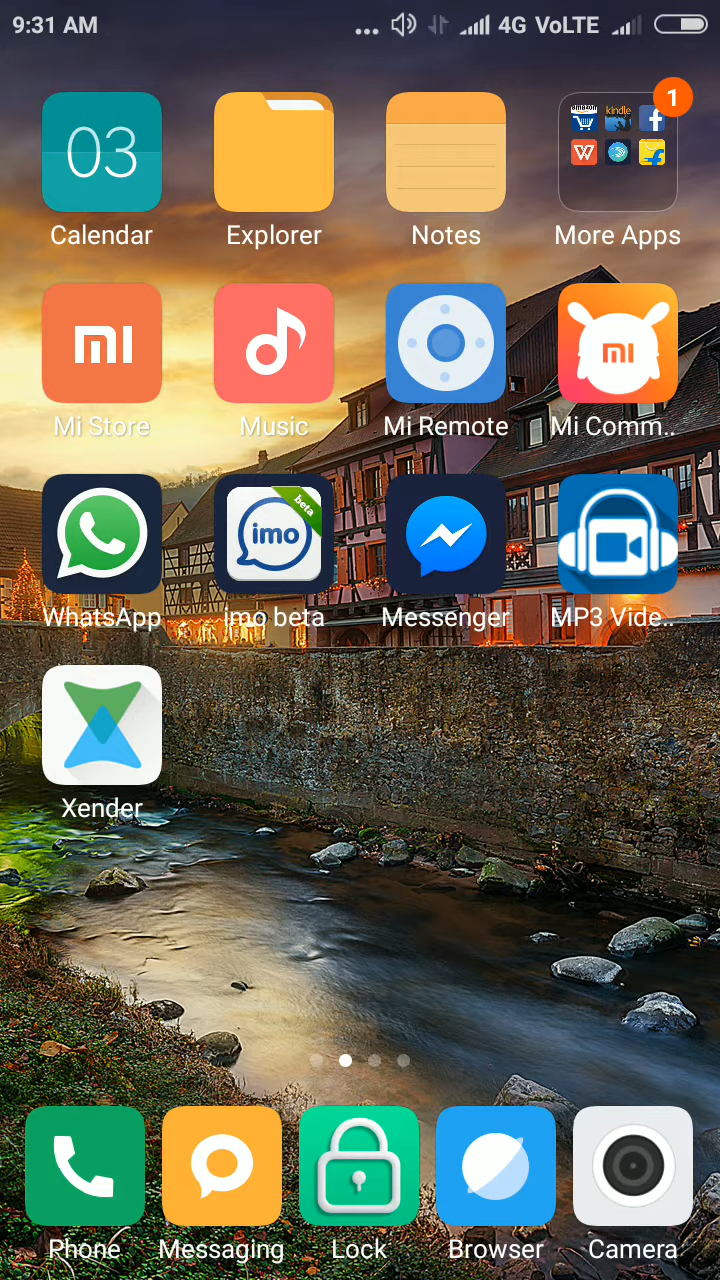 9:31 AM
... 4G VoLTE
1
03
amazon kindle
Calendar Explorer Notes More Apps
Mi Store Music Mi Remote Mi Comm..
beta
imo
WhatsApp imo beta Messenger MP3 Vide..
Xender
Phone Messaging Lock Browser Camera